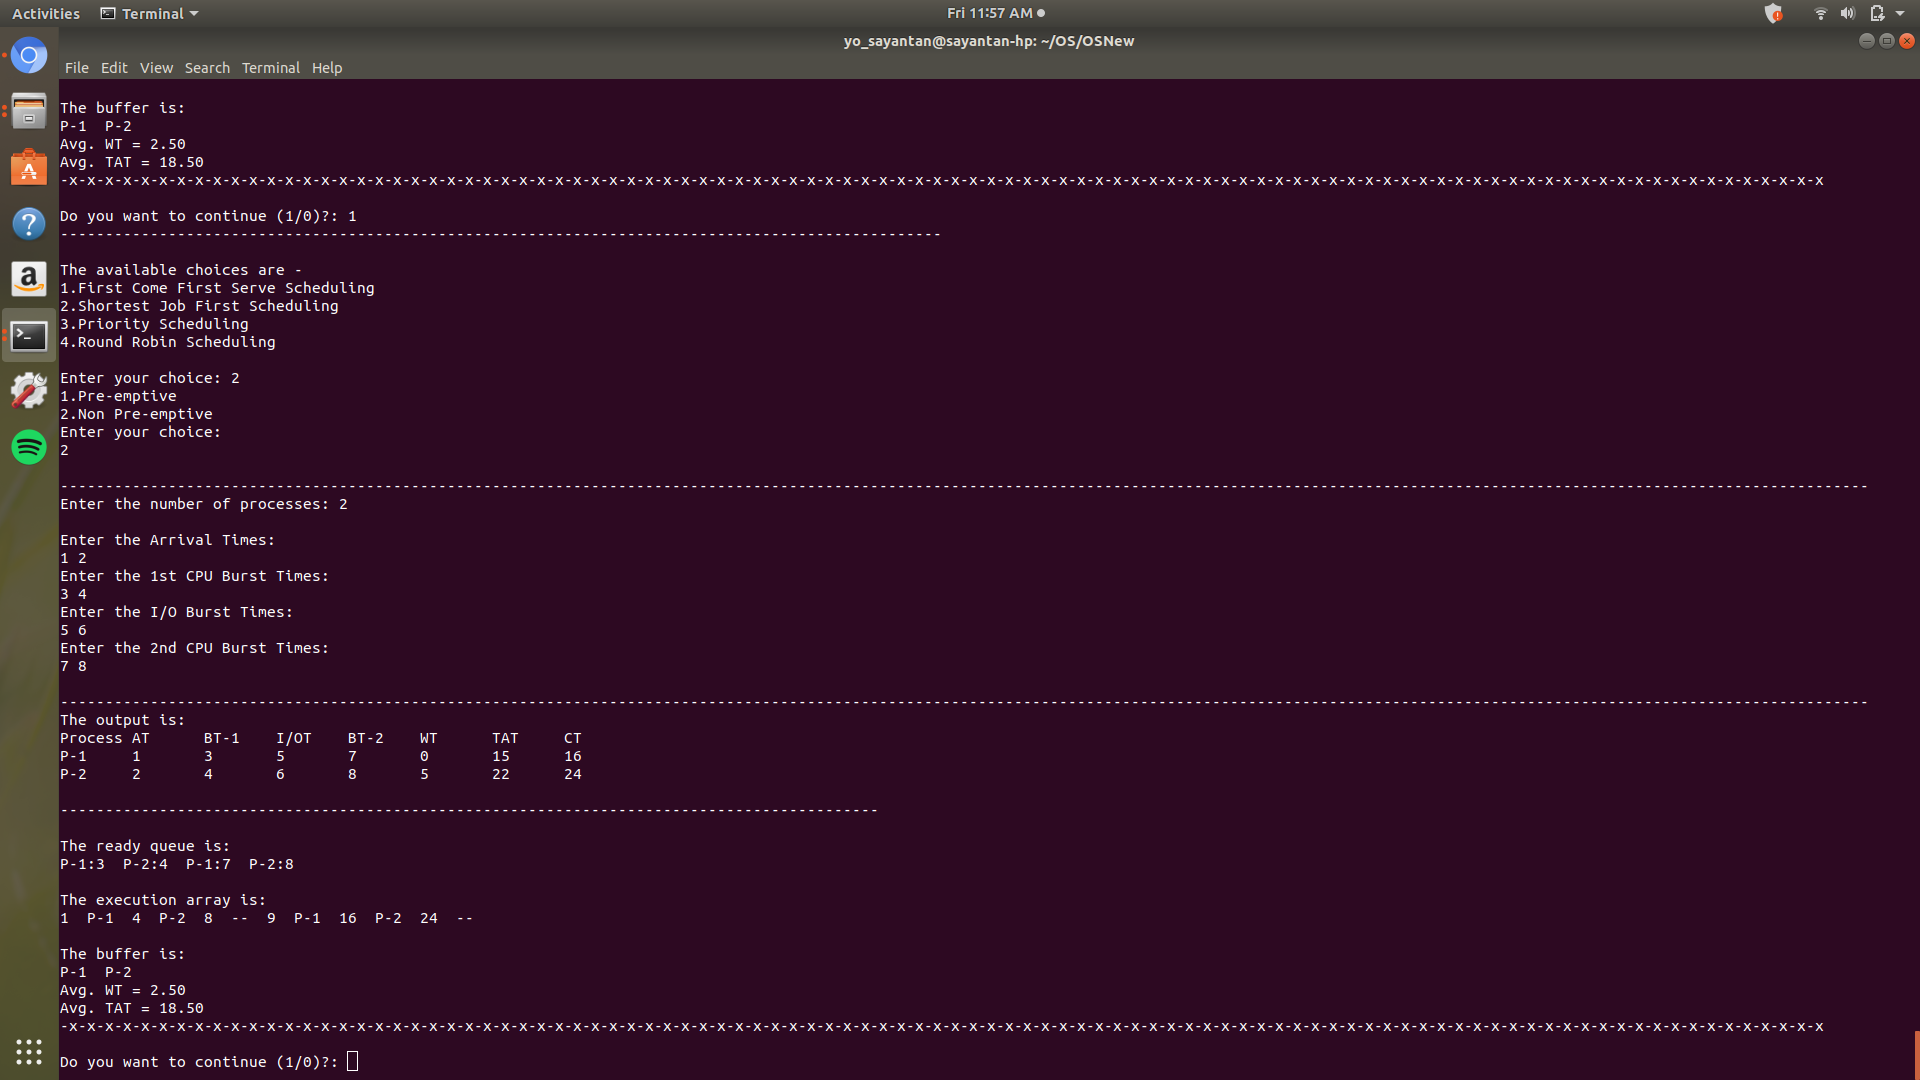 Activities Terminal Fri 11:57 AM
yo_sayantan@sayantan-hp: ~/OS/OSNew
File Edit View Search Terminal Help
The buffer is:
P-1 P-2
Avg. WT = 2.50
Avg. TAT = 18.50
-x-x-x-x-x-x-x-x-x-x-x-x-x-x-x-x-x-x-x-x-x-x-x-x-x-x-x-x-x-x-x-x-x-x-x-x-x-x-x-x-x-x-x-x-x-x-x-x-x-x-x-x-x-x-x-x-x-x-x-x-x-x-x-x-x-x-x-x-x-x-x-x-x-x-x-x-x-x-x-x-x-x-x-x-x-x-x-x-x-x-x-x-x-x-x-x-x-x
Do you want to continue (1/0)?: 1
--------------------------------------------------------------------------------------------------
The available choices are -
1.First Come First Serve Scheduling
2.Shortest Job First Scheduling
3.Priority Scheduling
4.Round Robin Scheduling
Enter your choice: 2
1.Pre-emptive
2.Non Pre-emptive
Enter your choice:
2
---------------------------------------------------------------------------------------------------------------------------------------------------------------------------------------------------------
Enter the number of processes: 2
Enter the Arrival Times:
1 2
Enter the 1st CPU Burst Times:
3 4
Enter the I/O Burst Times:
5 6
Enter the 2nd CPU Burst Times:
7 8
---------------------------------------------------------------------------------------------------------------------------------------------------------------------------------------------------------
The output is:
Process AT BT-1 I/OT BT-2 WT TAT CT
P-1 1 3 5 7 0 15 16
P-2 2 4 6 8 5 22 24
-------------------------------------------------------------------------------------------
The ready queue is:
P-1:3 P-2:4 P-1:7 P-2:8
The execution array is:
1 P-1 4 P-2 8 -- 9 P-1 16 P-2 24 --
The buffer is:
P-1 P-2
Avg. WT = 2.50
Avg. TAT = 18.50
-x-x-x-x-x-x-x-x-x-x-x-x-x-x-x-x-x-x-x-x-x-x-x-x-x-x-x-x-x-x-x-x-x-x-x-x-x-x-x-x-x-x-x-x-x-x-x-x-x-x-x-x-x-x-x-x-x-x-x-x-x-x-x-x-x-x-x-x-x-x-x-x-x-x-x-x-x-x-x-x-x-x-x-x-x-x-x-x-x-x-x-x-x-x-x-x-x-x
Do you want to continue (1/0)?: